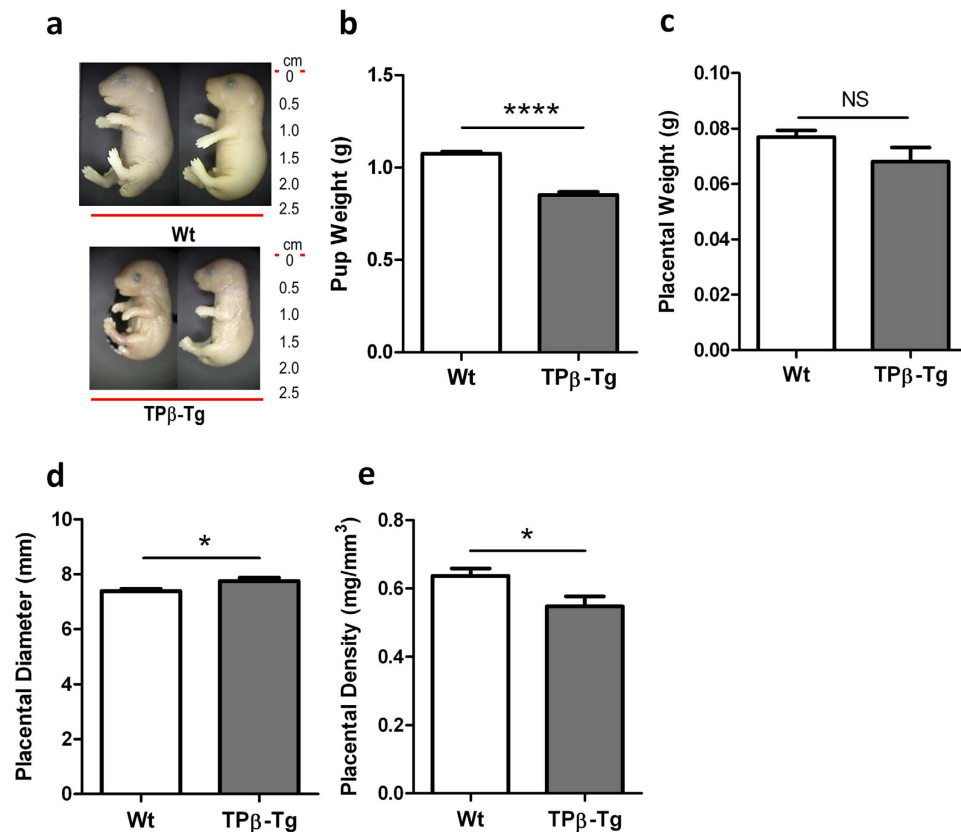 a
cm
0
0.5
1.0
1.5
2.0
2.5
Wt
cm
0
0.5
1.0
1.5
2.0
2.5
TPβ-Tg
b
Pup Weight (g)
1.5
1.0
0.5
0.0
****
Wt
TPβ-Tg
c
Placental Weight (g)
0.10
0.08
0.06
0.04
0.02
0.00
NS
Wt
TPβ-Tg
d
Placental Diameter (mm)
10
8
6
4
2
0
*
Wt
TPβ-Tg
e
Placental Density (mg/mm³)
0.8
0.6
0.4
0.2
0.0
*
Wt
TPβ-Tg